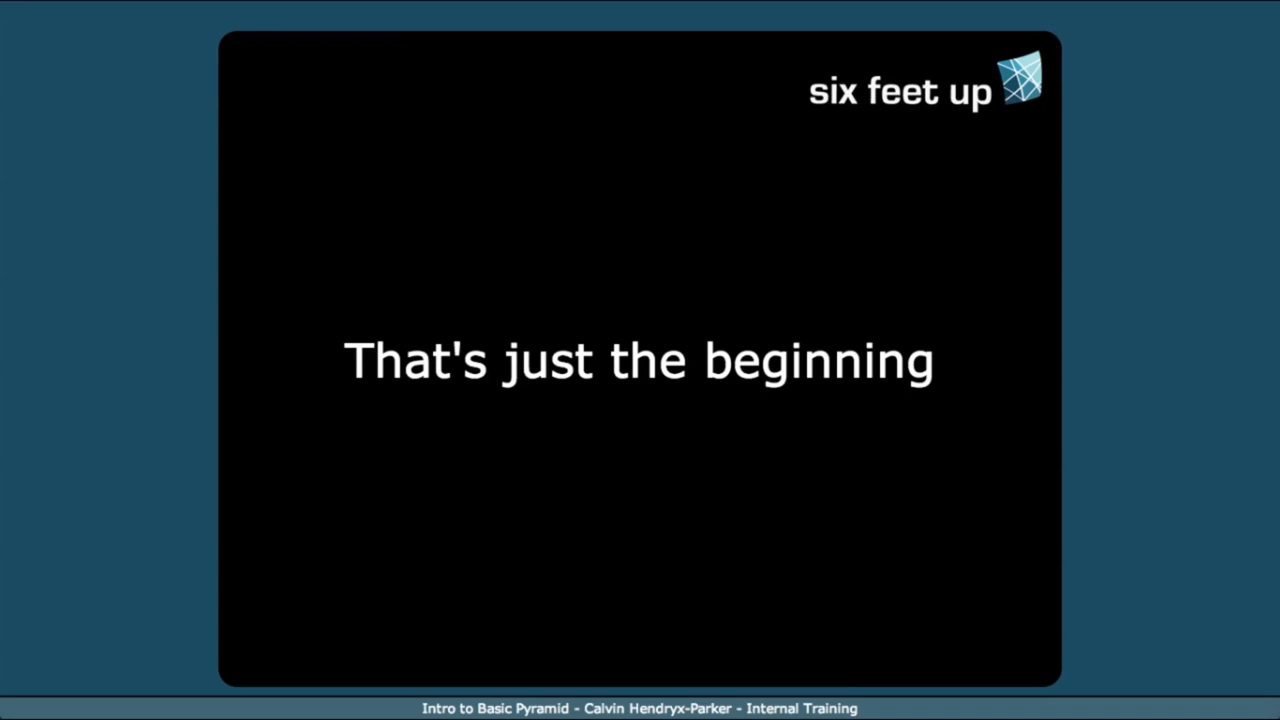 six feet up
That's just the beginning
Intro to Basic Pyramid - Calvin Hendryx-Parker - Internal Training